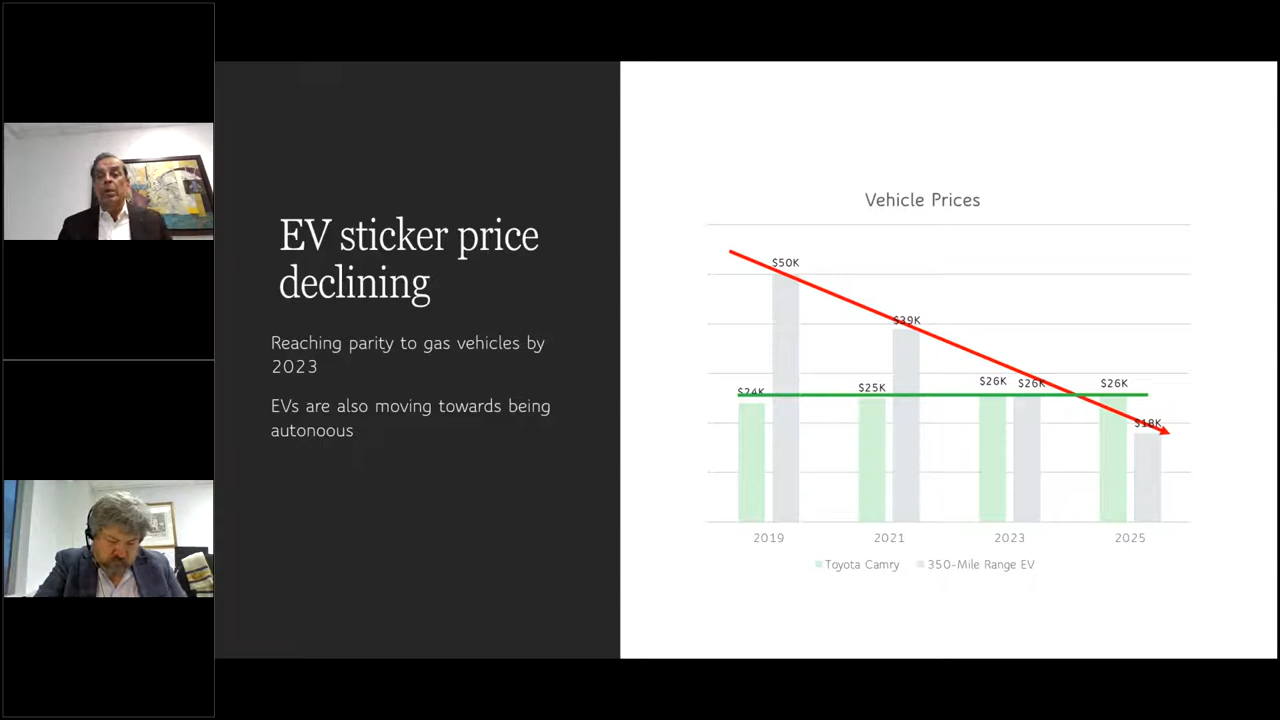 EV sticker price
declining
Reaching parity to gas vehicles by
2023
EVs are also moving towards being
autonoous
Vehicle Prices
$50K
$39K
$24K
$25K
$26K
$26K
$26K
$18K
2019
2021
2023
2025
Toyota Camry
350-Mile Range EV